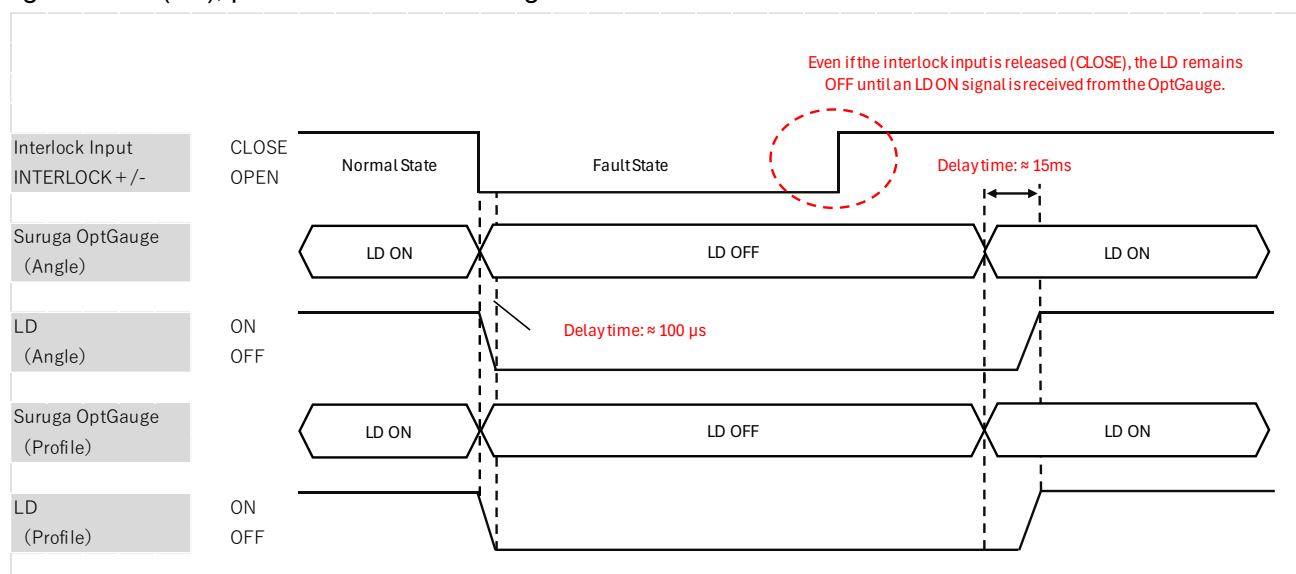 Even if the interlock input is released (CLOSE), the LD remains
OFF until an LD ON signal is received from the OptGauge.
Interlock Input CLOSE
INTERLOCK+/- OPEN
Normal State
Fault State
Delay time: ≈ 15ms
Suruga OptGauge
(Angle)
LD ON
LD OFF
LD ON
LD ON
(Angle) OFF
Delay time: ≈ 100 μs
Suruga OptGauge
(Profile)
LD ON
LD OFF
LD ON
LD ON
(Profile) OFF